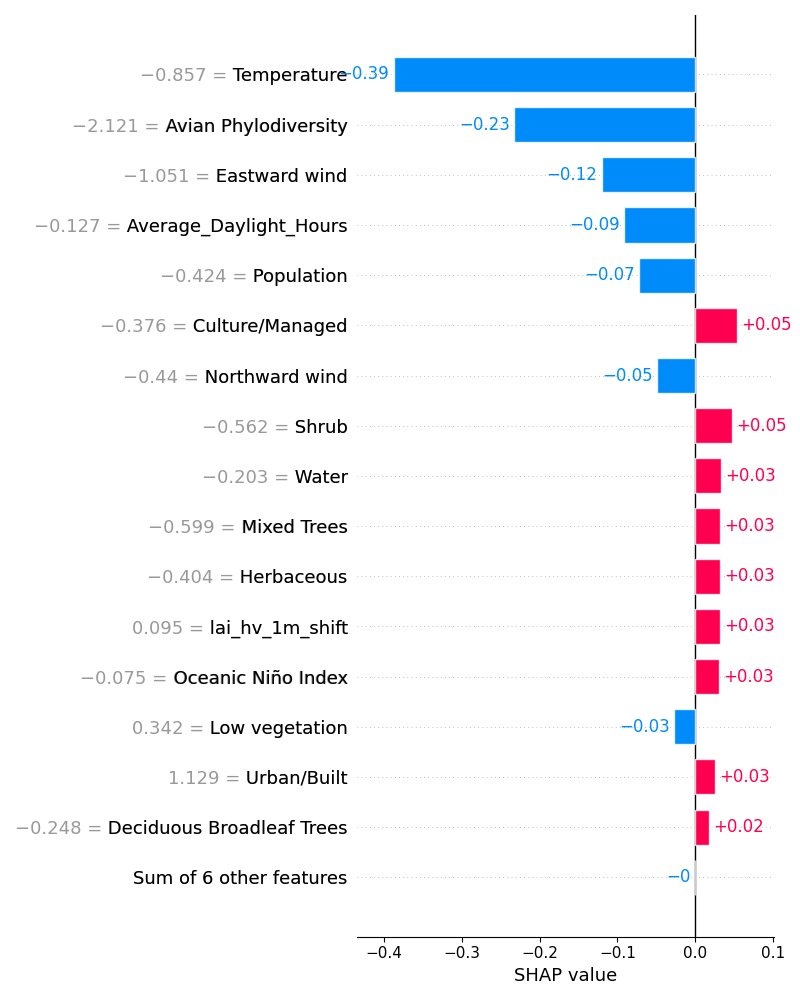 −0.857 = Temperature −0.39
−2.121 = Avian Phylodiversity −0.23
−1.051 = Eastward wind −0.12
−0.127 = Average_Daylight_Hours −0.09
−0.424 = Population −0.07
−0.376 = Culture/Managed +0.05
−0.44 = Northward wind −0.05
−0.562 = Shrub +0.05
−0.203 = Water +0.03
−0.599 = Mixed Trees +0.03
−0.404 = Herbaceous +0.03
0.095 = lai_hv_1m_shift +0.03
−0.075 = Oceanic Niño Index +0.03
0.342 = Low vegetation −0.03
1.129 = Urban/Built +0.03
−0.248 = Deciduous Broadleaf Trees +0.02
Sum of 6 other features −0
−0.4 −0.3 −0.2 −0.1 0.0 0.1
SHAP value